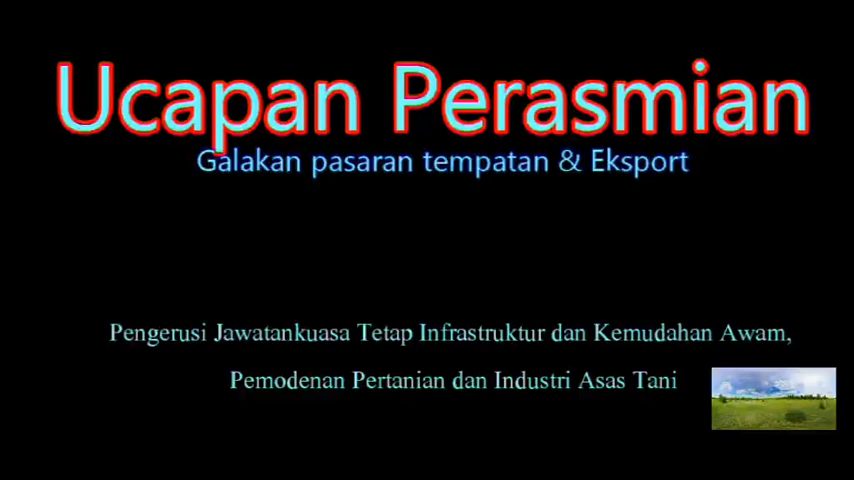 Ucapan Perasmian
Galakan pasaran tempatan & Eksport
Pengerusi Jawatankuasa Tetap Infrastruktur dan Kemudahan Awam,
Pemodenan Pertanian dan Industri Asas Tani